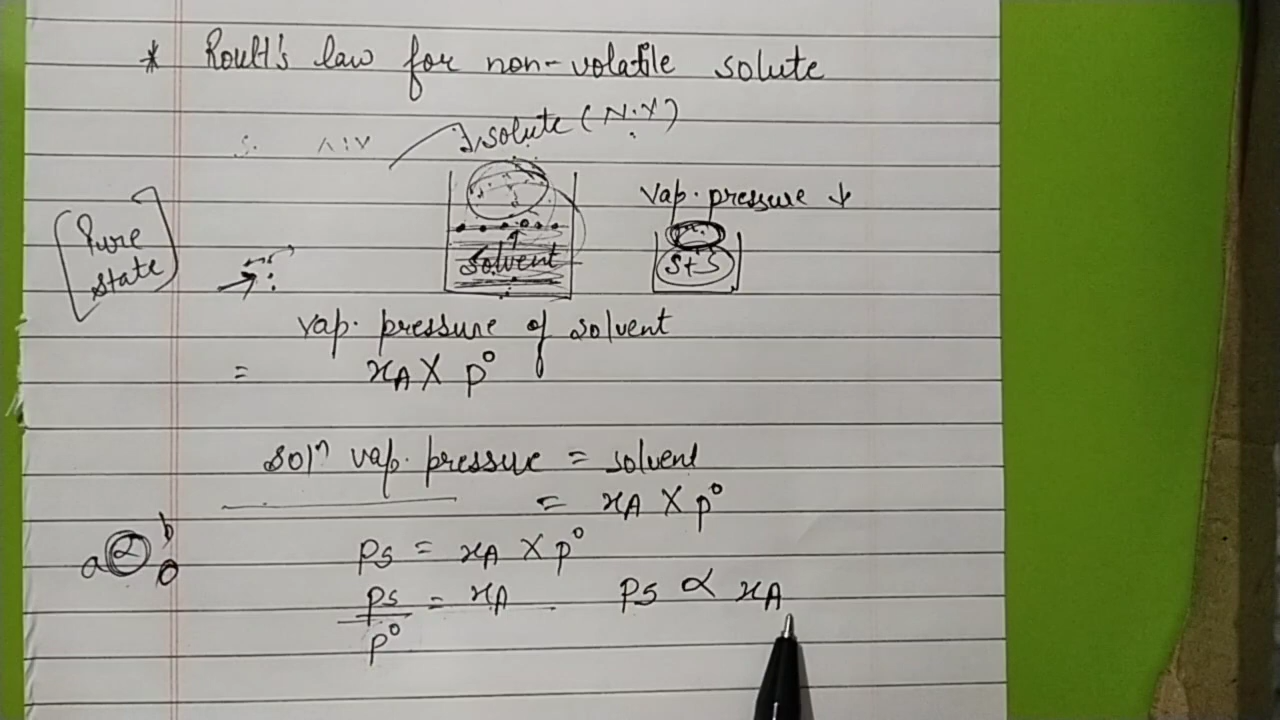 * Roult's law for non-volatile solute
solute (N.V)
Vap. pressure ↓
[Pure
state]
solvent
S+S
vap. pressure of solvent
= xA X p°
solⁿ vap. pressure = solvent
= xA X p°
a α b
ps = xA X p°
ps/p° = xA ps ∝ xA